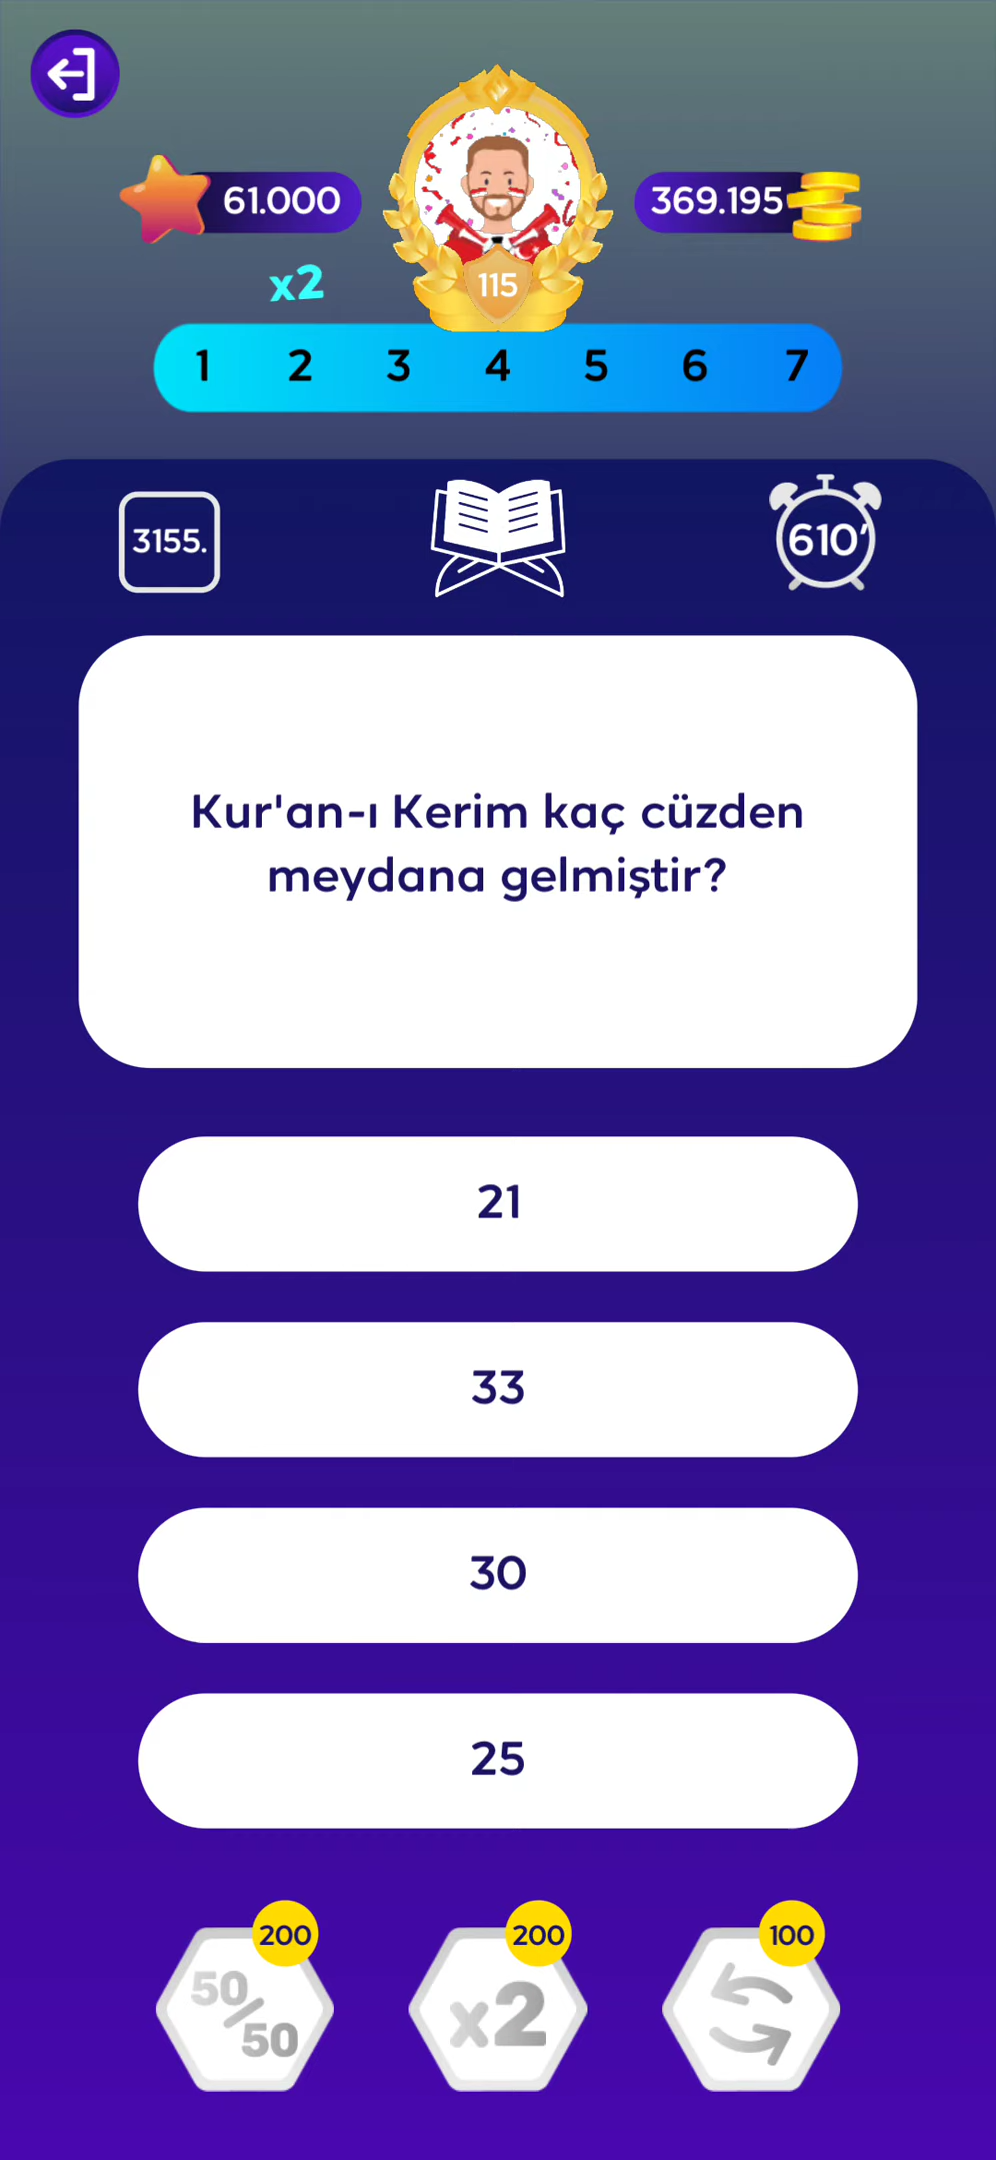 61.000
369.195
115
x2
1 2 3 4 5 6 7
3155.
610'
Kur'an-ı Kerim kaç cüzden
meydana gelmiştir?
21
33
30
25
200
200
100
50/50
x2